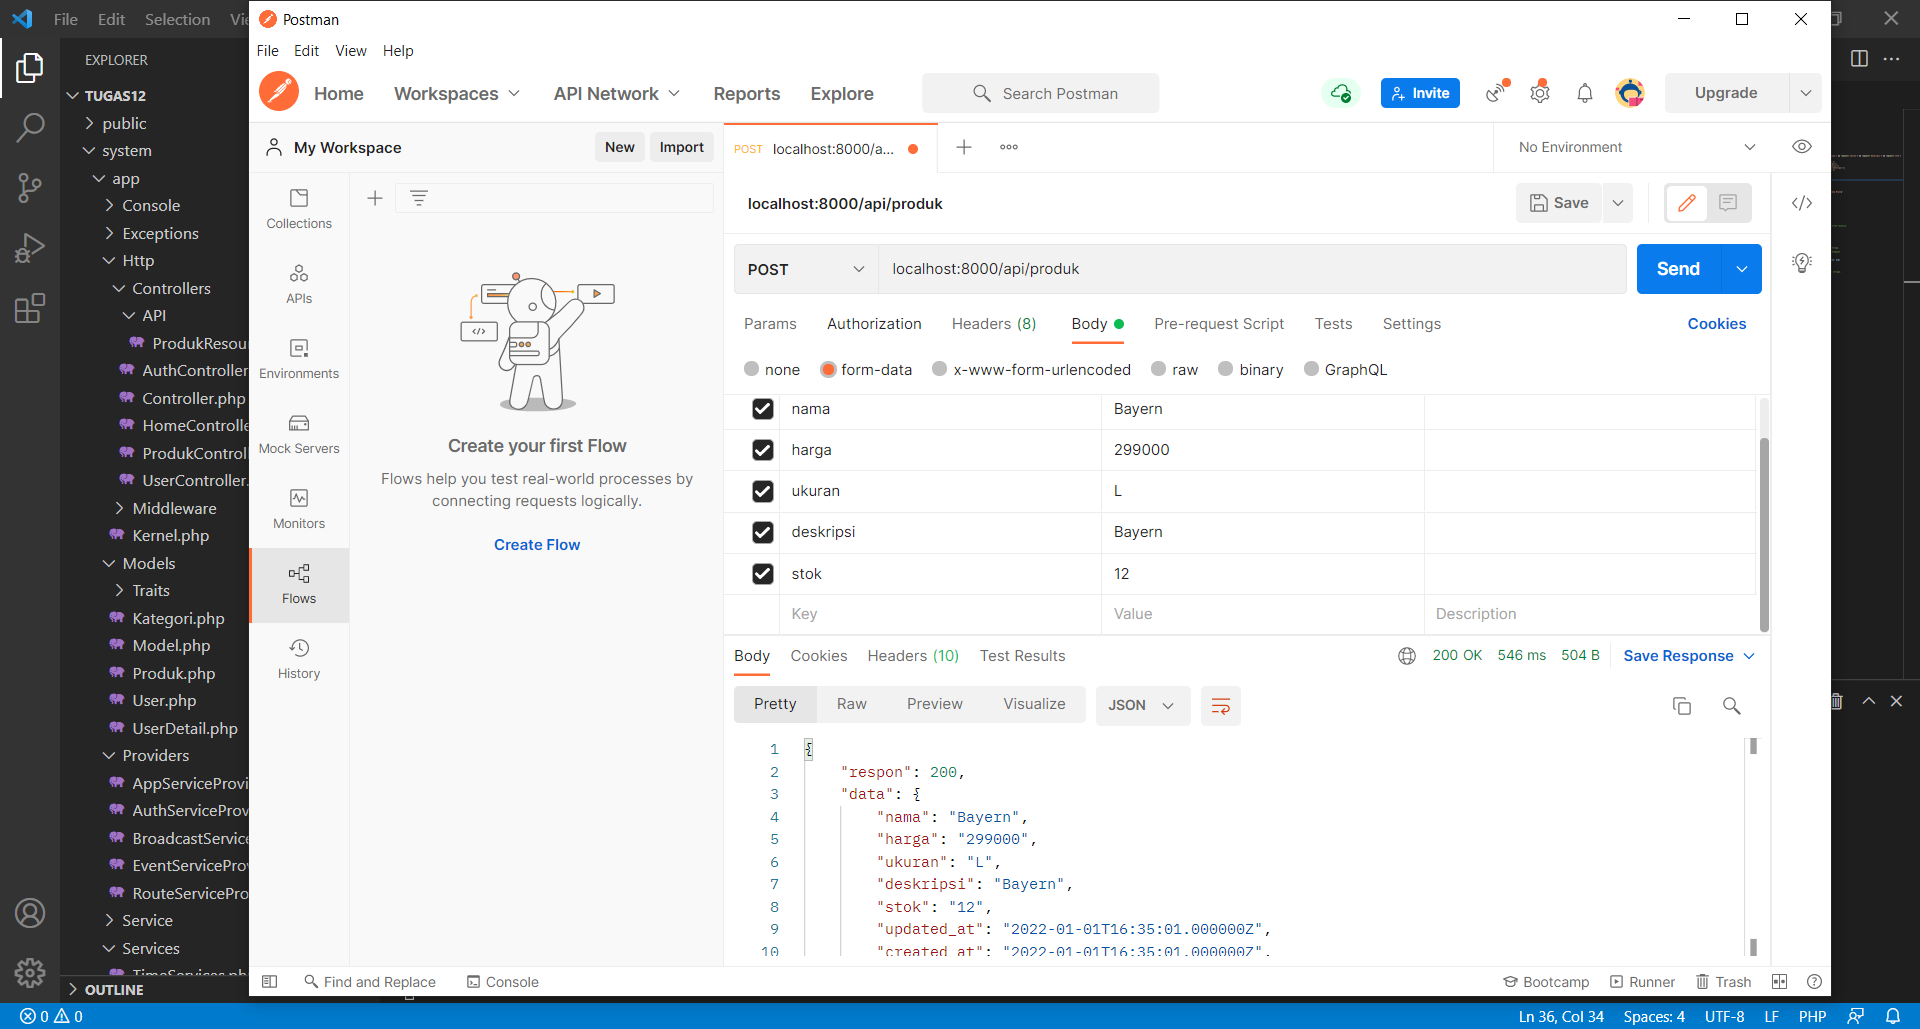 File Edit Selection
EXPLORER
TUGAS12
public
system
app
Console
Exceptions
Http
Controllers
API
ProdukResou
AuthController
Controller.php
HomeControlle
ProdukControl
UserController.
Middleware
Kernel.php
Models
Traits
Kategori.php
Model.php
Produk.php
User.php
UserDetail.php
Providers
AppServiceProvi
AuthServiceProv
BroadcastService
EventServiceProv
RouteServicePro
Service
Services
OUTLINE
0 0
Postman
File Edit View Help
Home Workspaces API Network Reports Explore
Search Postman
Invite
Upgrade
My Workspace
New Import
Collections
APIs
Environments
Mock Servers
Monitors
Flows
History
Create your first Flow
Flows help you test real-world processes by
connecting requests logically.
Create Flow
POST localhost:8000/a...
No Environment
localhost:8000/api/produk
Save
POST localhost:8000/api/produk
Send
Params Authorization Headers (8) Body Pre-request Script Tests Settings Cookies
none form-data x-www-form-urlencoded raw binary GraphQL
nama Bayern
harga 299000
ukuran L
deskripsi Bayern
stok 12
Key Value Description
Body Cookies Headers (10) Test Results
200 OK 546 ms 504 B Save Response
Pretty Raw Preview Visualize JSON
1 {
2 "respon": 200,
3 "data": {
4 "nama": "Bayern",
5 "harga": "299000",
6 "ukuran": "L",
7 "deskripsi": "Bayern",
8 "stok": "12",
9 "updated_at": "2022-01-01T16:35:01.000000Z",
10 "created_at": "2022-01-01T16:35:01.000000Z",
Find and Replace Console
Bootcamp Runner Trash
Ln 36, Col 34 Spaces: 4 UTF-8 LF PHP